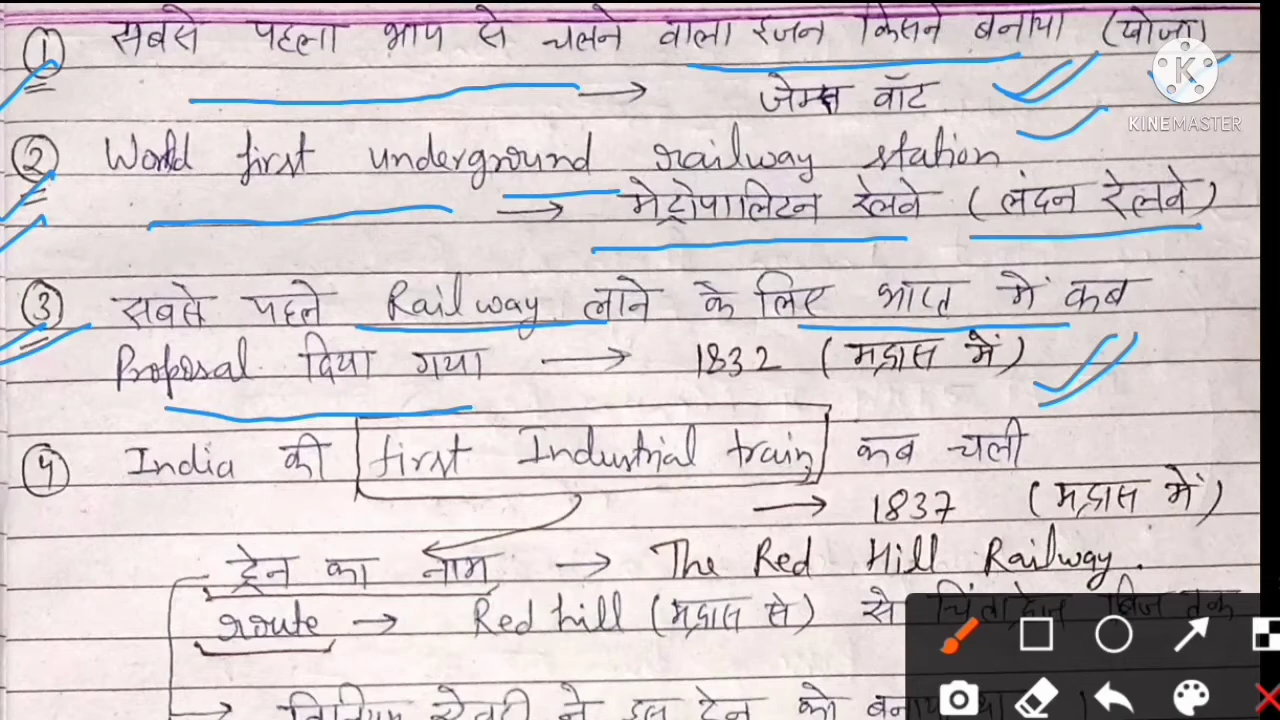 ① सबसे पहला भाप से चलने वाला इंजन किसने बनाया (खोजा)
→ जेम्स वॉट
KINEMASTER
② World first underground railway station
→ मेट्रोपालिटन रेलवे (लंदन रेलवे)
③ सबसे पहले Railway लाने के लिए भारत में कब
Proposal दिया गया → 1832 (मद्रास में)
④ India की first Industrial train कब चली
→ 1837 (मद्रास में)
ट्रेन का नाम → The Red Hill Railway.
route → Red hill (मद्रास से) से
→ ने इस ट्रेन को